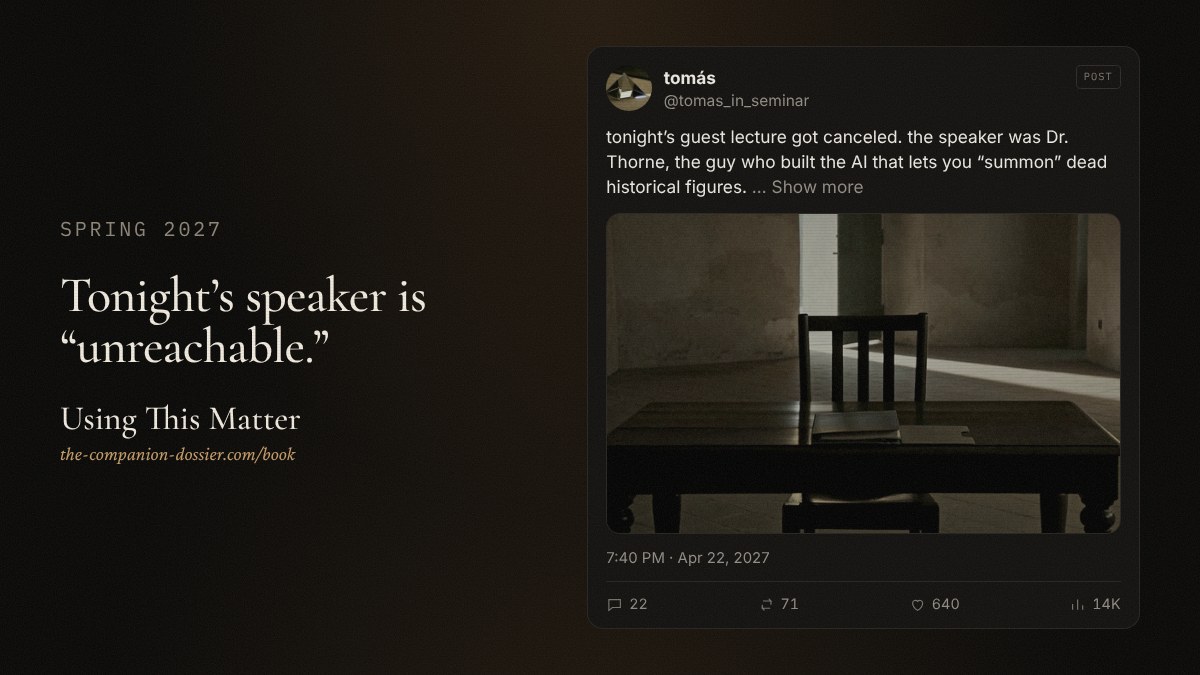 SPRING 2027
Tonight’s speaker is
“unreachable.”
Using This Matter
the-companion-dossier.com/book
tomás
@tomas_in_seminar
POST
tonight’s guest lecture got canceled. the speaker was Dr.
Thorne, the guy who built the AI that lets you “summon” dead
historical figures. ... Show more
7:40 PM · Apr 22, 2027
22
71
640
14K